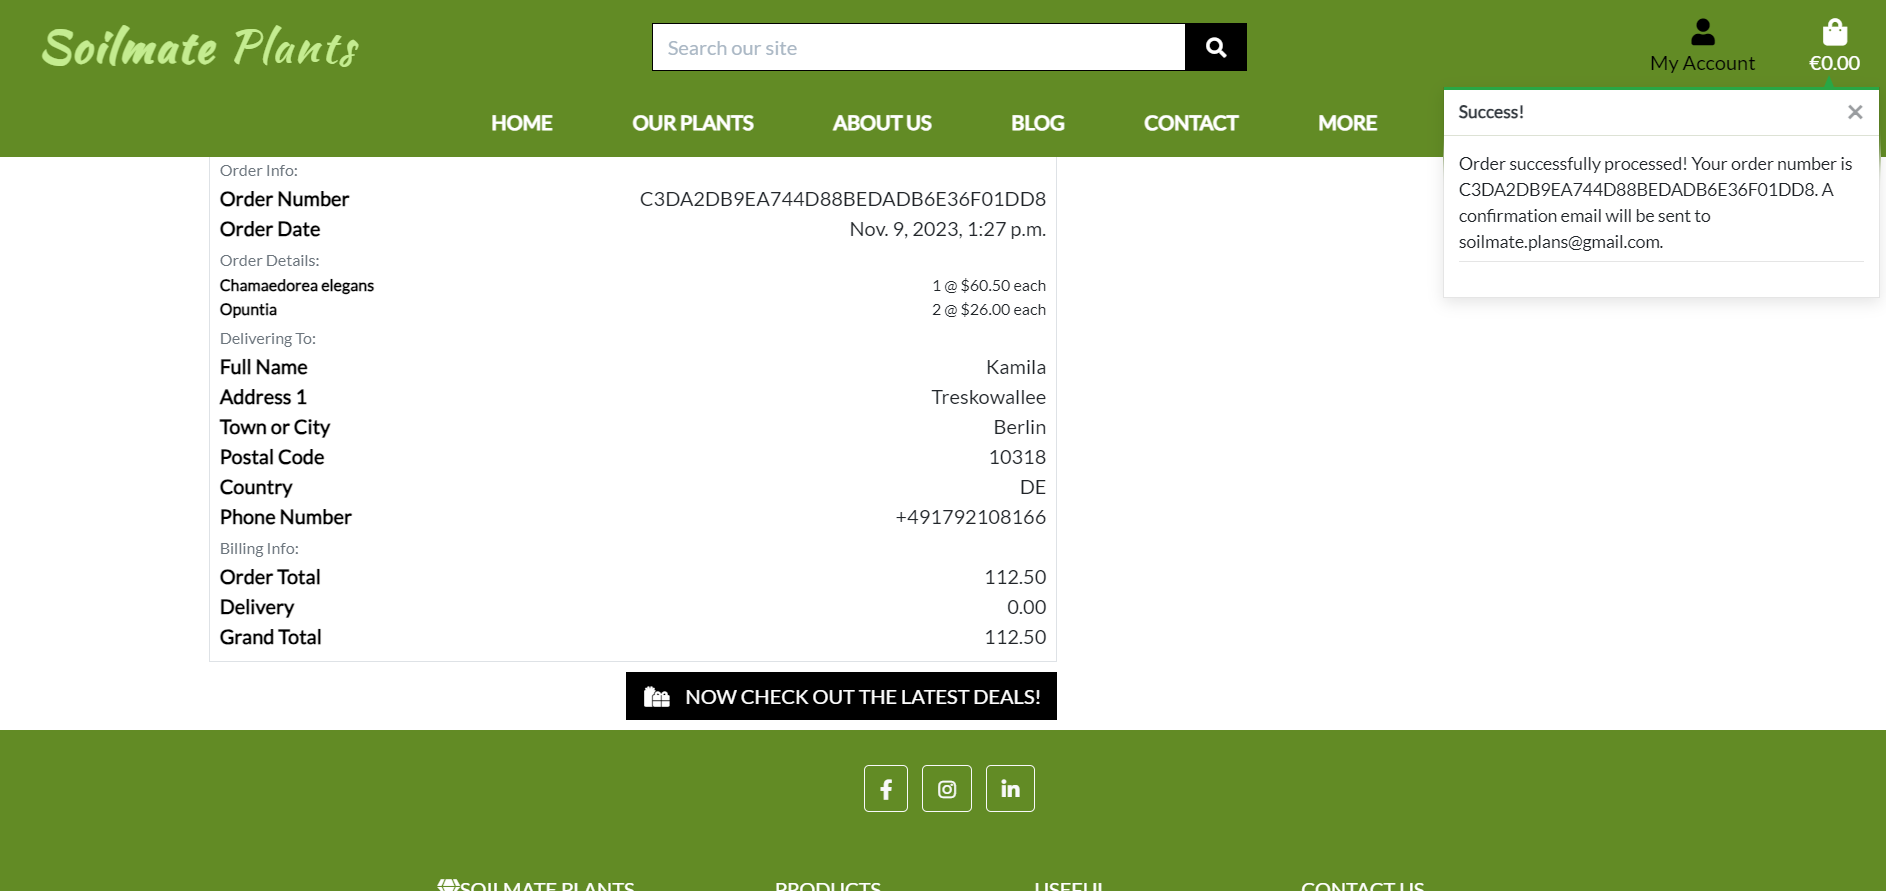 Soilmate Plants
Search our site
My Account
€0.00
HOME OUR PLANTS ABOUT US BLOG CONTACT MORE
Success!
×
Order successfully processed! Your order number is
C3DA2DB9EA744D88BEDADB6E36F01DD8. A
confirmation email will be sent to
soilmate.plans@gmail.com.
Order Info:
Order Number C3DA2DB9EA744D88BEDADB6E36F01DD8
Order Date Nov. 9, 2023, 1:27 p.m.
Order Details:
Chamaedorea elegans 1 @ $60.50 each
Opuntia 2 @ $26.00 each
Delivering To:
Full Name Kamila
Address 1 Treskowallee
Town or City Berlin
Postal Code 10318
Country DE
Phone Number +491792108166
Billing Info:
Order Total 112.50
Delivery 0.00
Grand Total 112.50
NOW CHECK OUT THE LATEST DEALS!
SOILMATE PLANTS PRODUCTS USEFUL CONTACT US